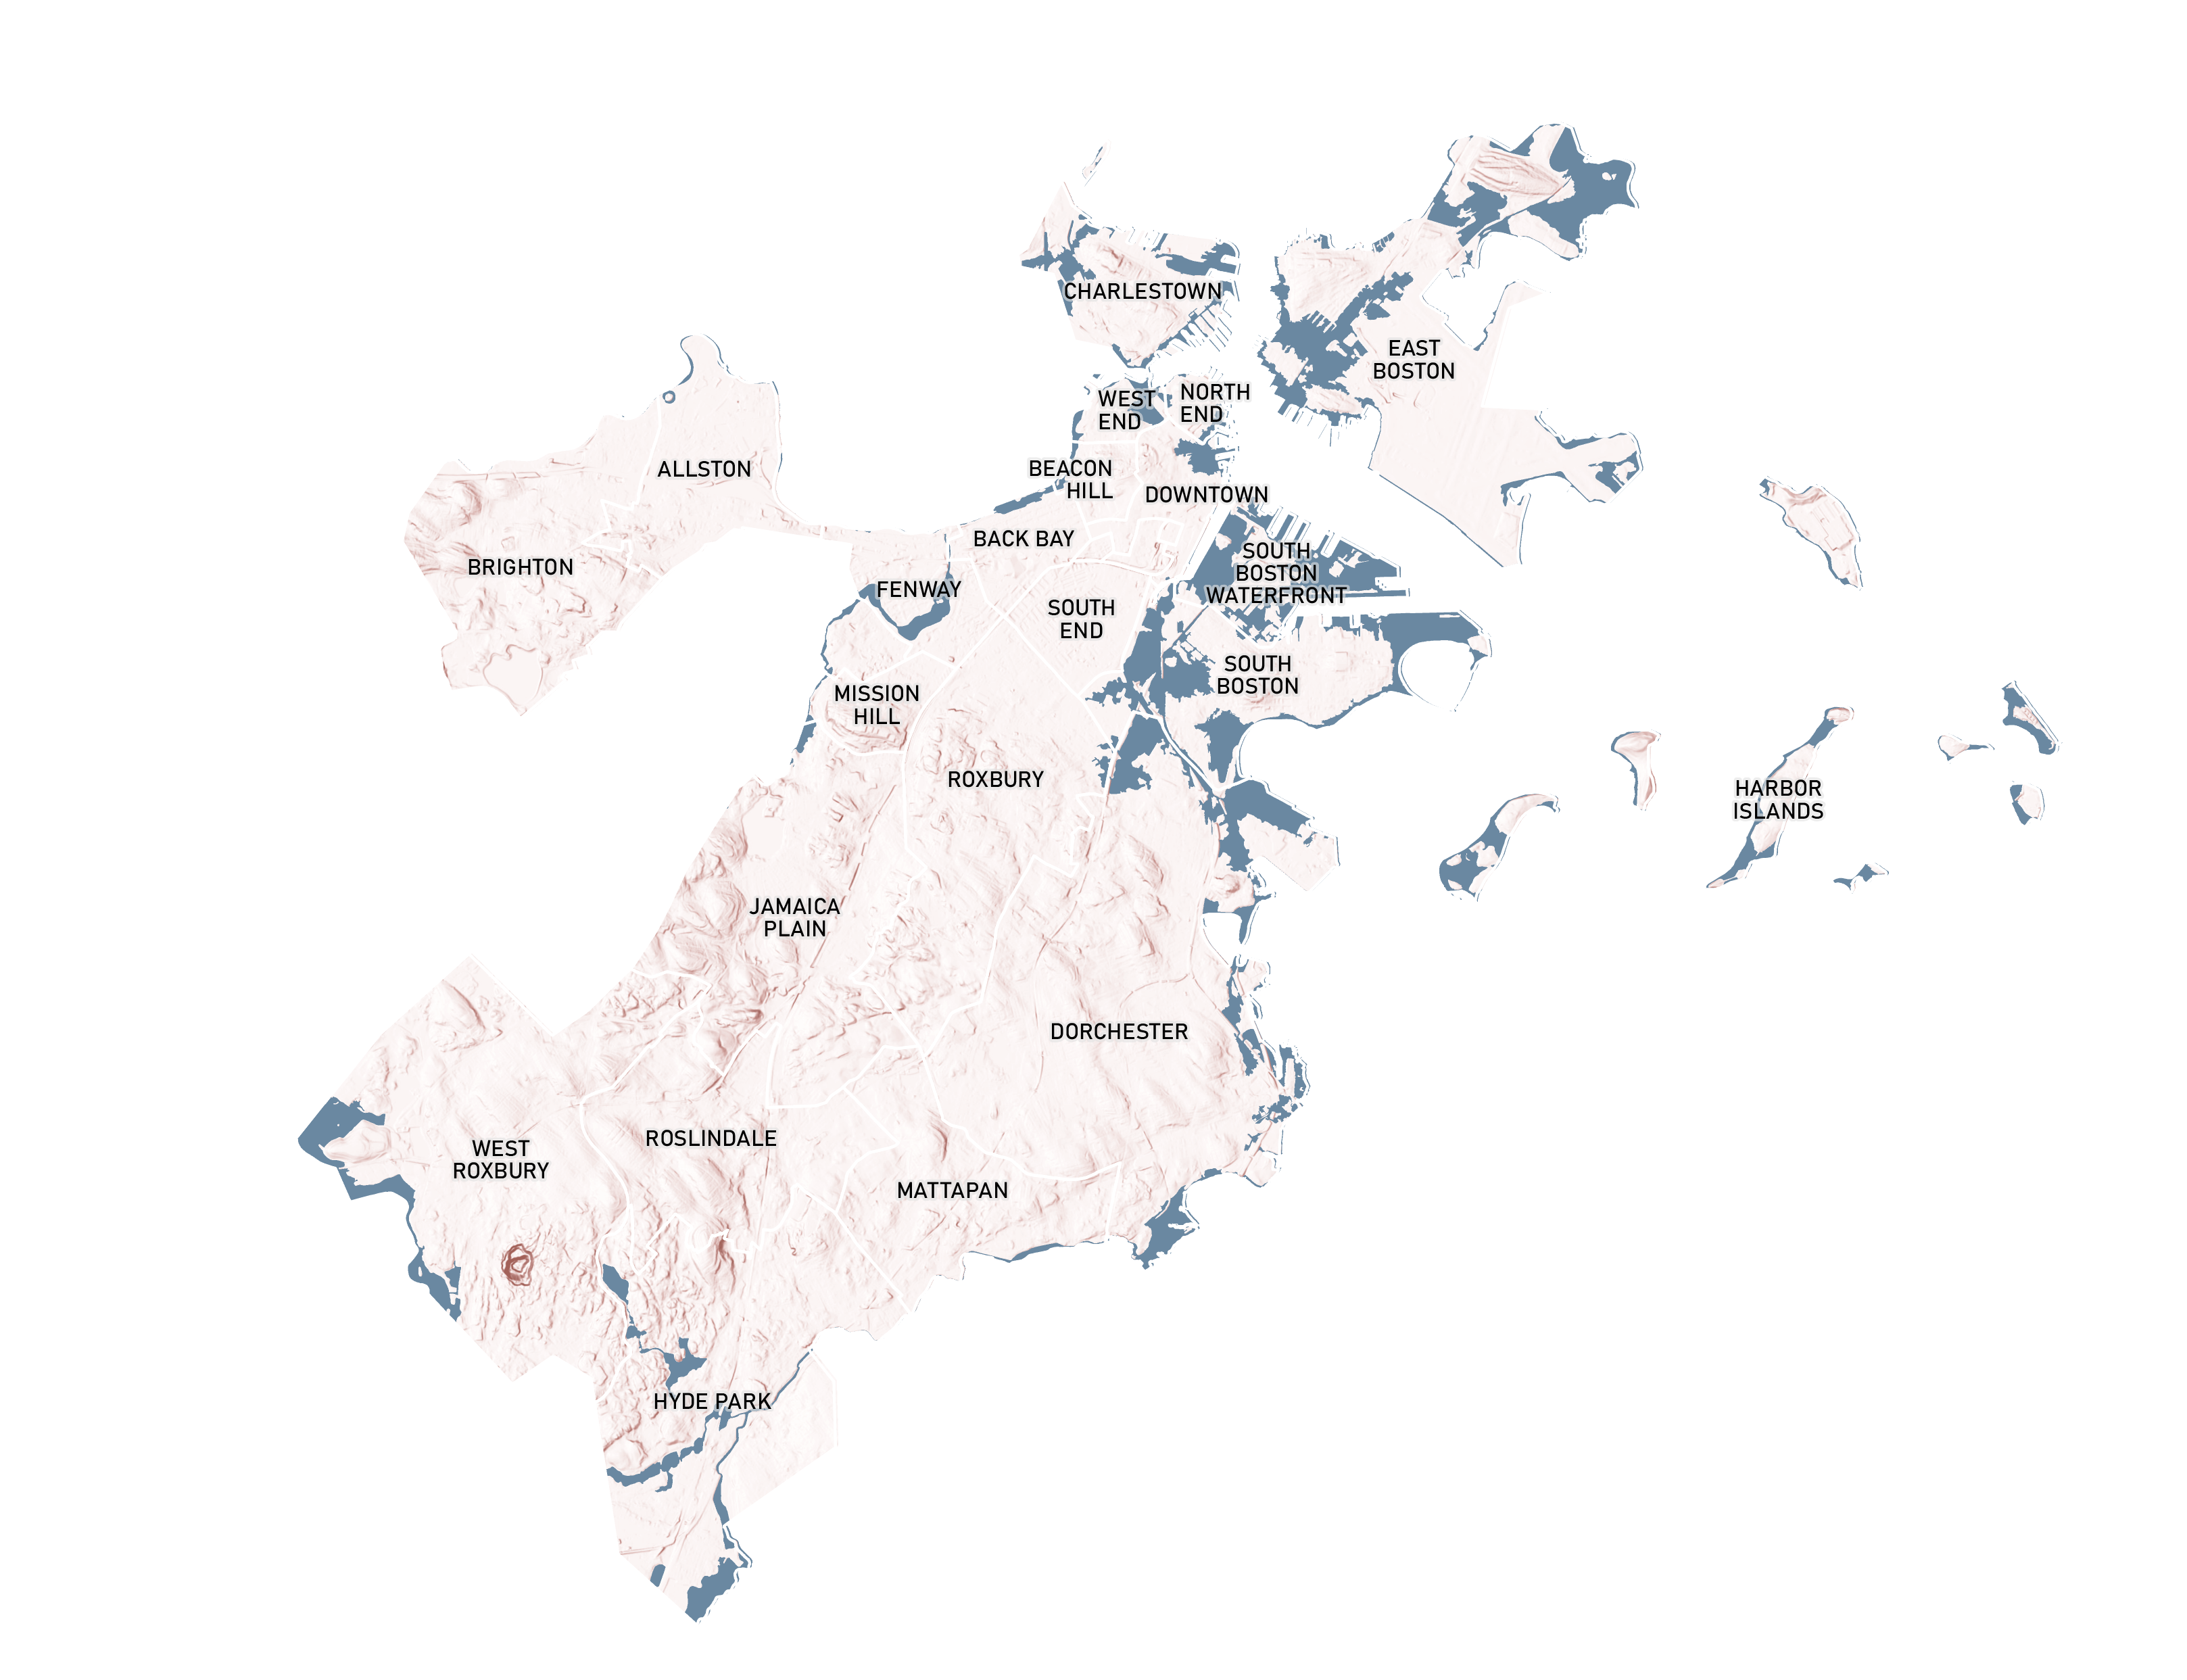 CHARLESTOWN
EAST
BOSTON
WEST
END
NORTH
END
ALLSTON
BEACON
HILL
DOWNTOWN
BACK BAY
BRIGHTON
FENWAY
SOUTH
BOSTON
WATERFRONT
SOUTH
END
SOUTH
BOSTON
MISSION
HILL
ROXBURY
HARBOR
ISLANDS
JAMAICA
PLAIN
DORCHESTER
WEST
ROXBURY
ROSLINDALE
MATTAPAN
HYDE PARK